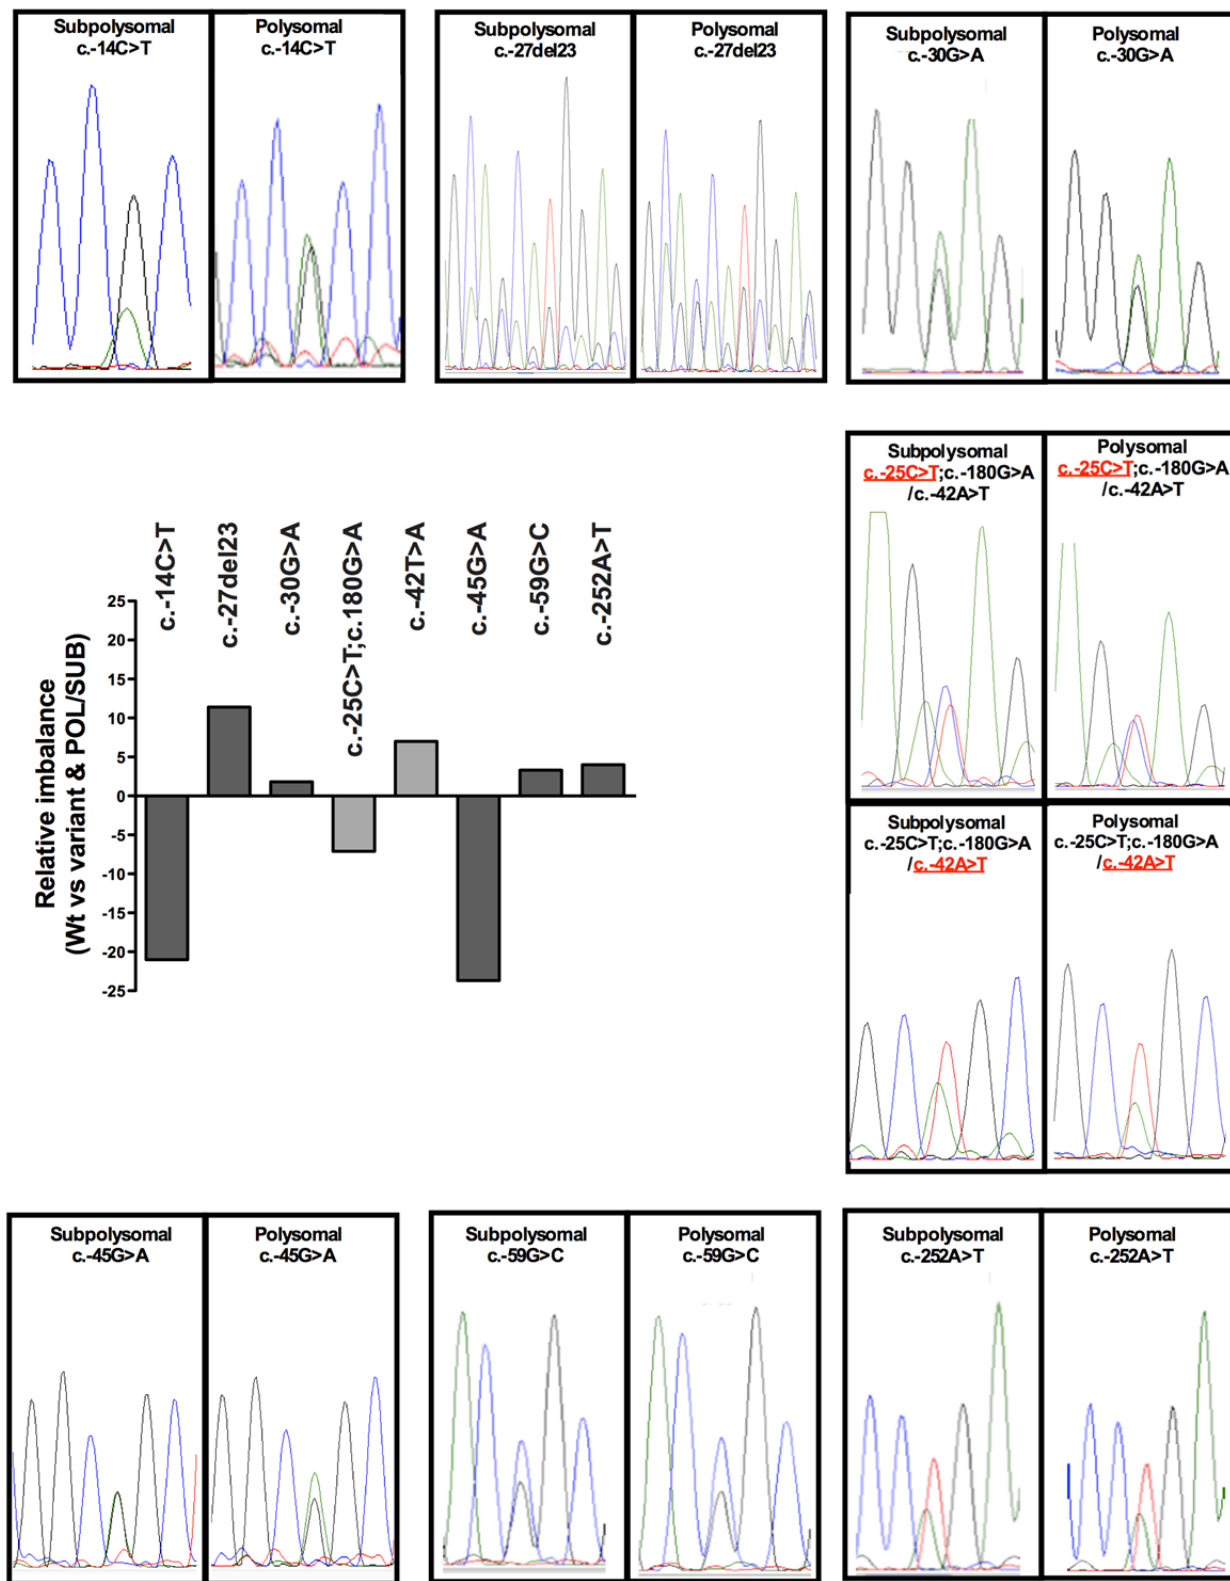 Subpolysomal
c.-14C>T
Polysomal
c.-14C>T
Subpolysomal
c.-27del23
Polysomal
c.-27del23
Subpolysomal
c.-30G>A
Polysomal
c.-30G>A
Subpolysomal
c.-25C>T;c.-180G>A
/c.-42A>T
Polysomal
c.-25C>T;c.-180G>A
/c.-42A>T
c.-14C>T
c.-27del23
c.-30G>A
c.-25C>T;c.180G>A
c.-42T>A
c.-45G>A
c.-59G>C
c.-252A>T
Relative imbalance
(Wt vs variant & POL/SUB)
25
20
15
10
5
0
-5
-10
-15
-20
-25
Subpolysomal
c.-25C>T;c.-180G>A
/c.-42A>T
Polysomal
c.-25C>T;c.-180G>A
/c.-42A>T
Subpolysomal
c.-45G>A
Polysomal
c.-45G>A
Subpolysomal
c.-59G>C
Polysomal
c.-59G>C
Subpolysomal
c.-252A>T
Polysomal
c.-252A>T